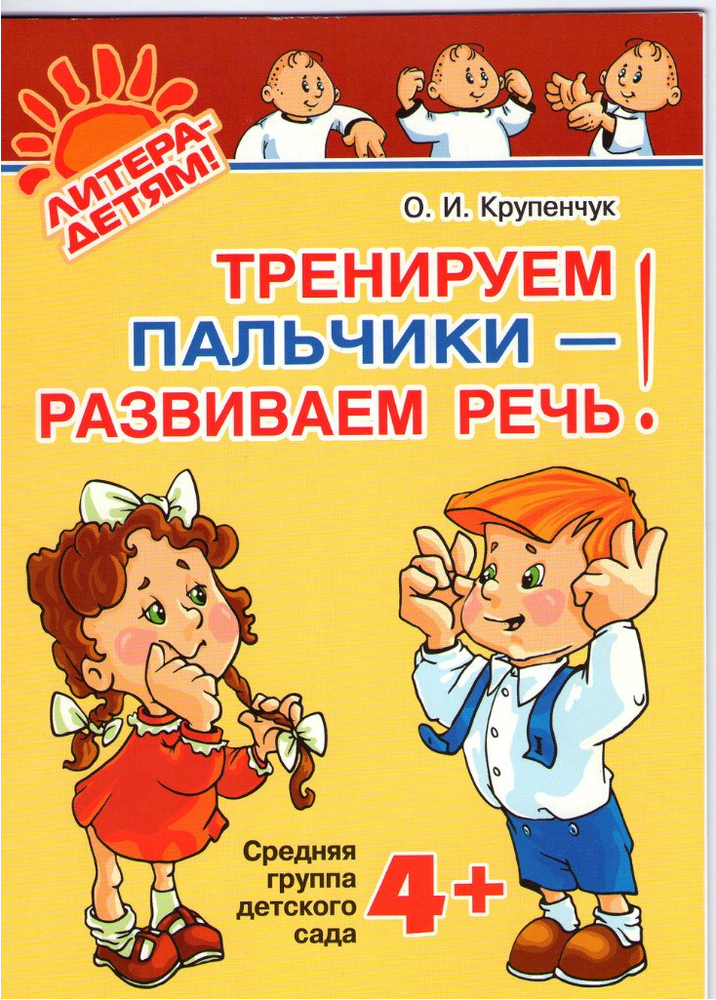 ЛИТЕРА-
ДЕТЯМ!
О. И. Крупенчук
ТРЕНИРУЕМ
ПАЛЬЧИКИ –
РАЗВИВАЕМ РЕЧЬ!
Средняя
группа
детского
сада
4+